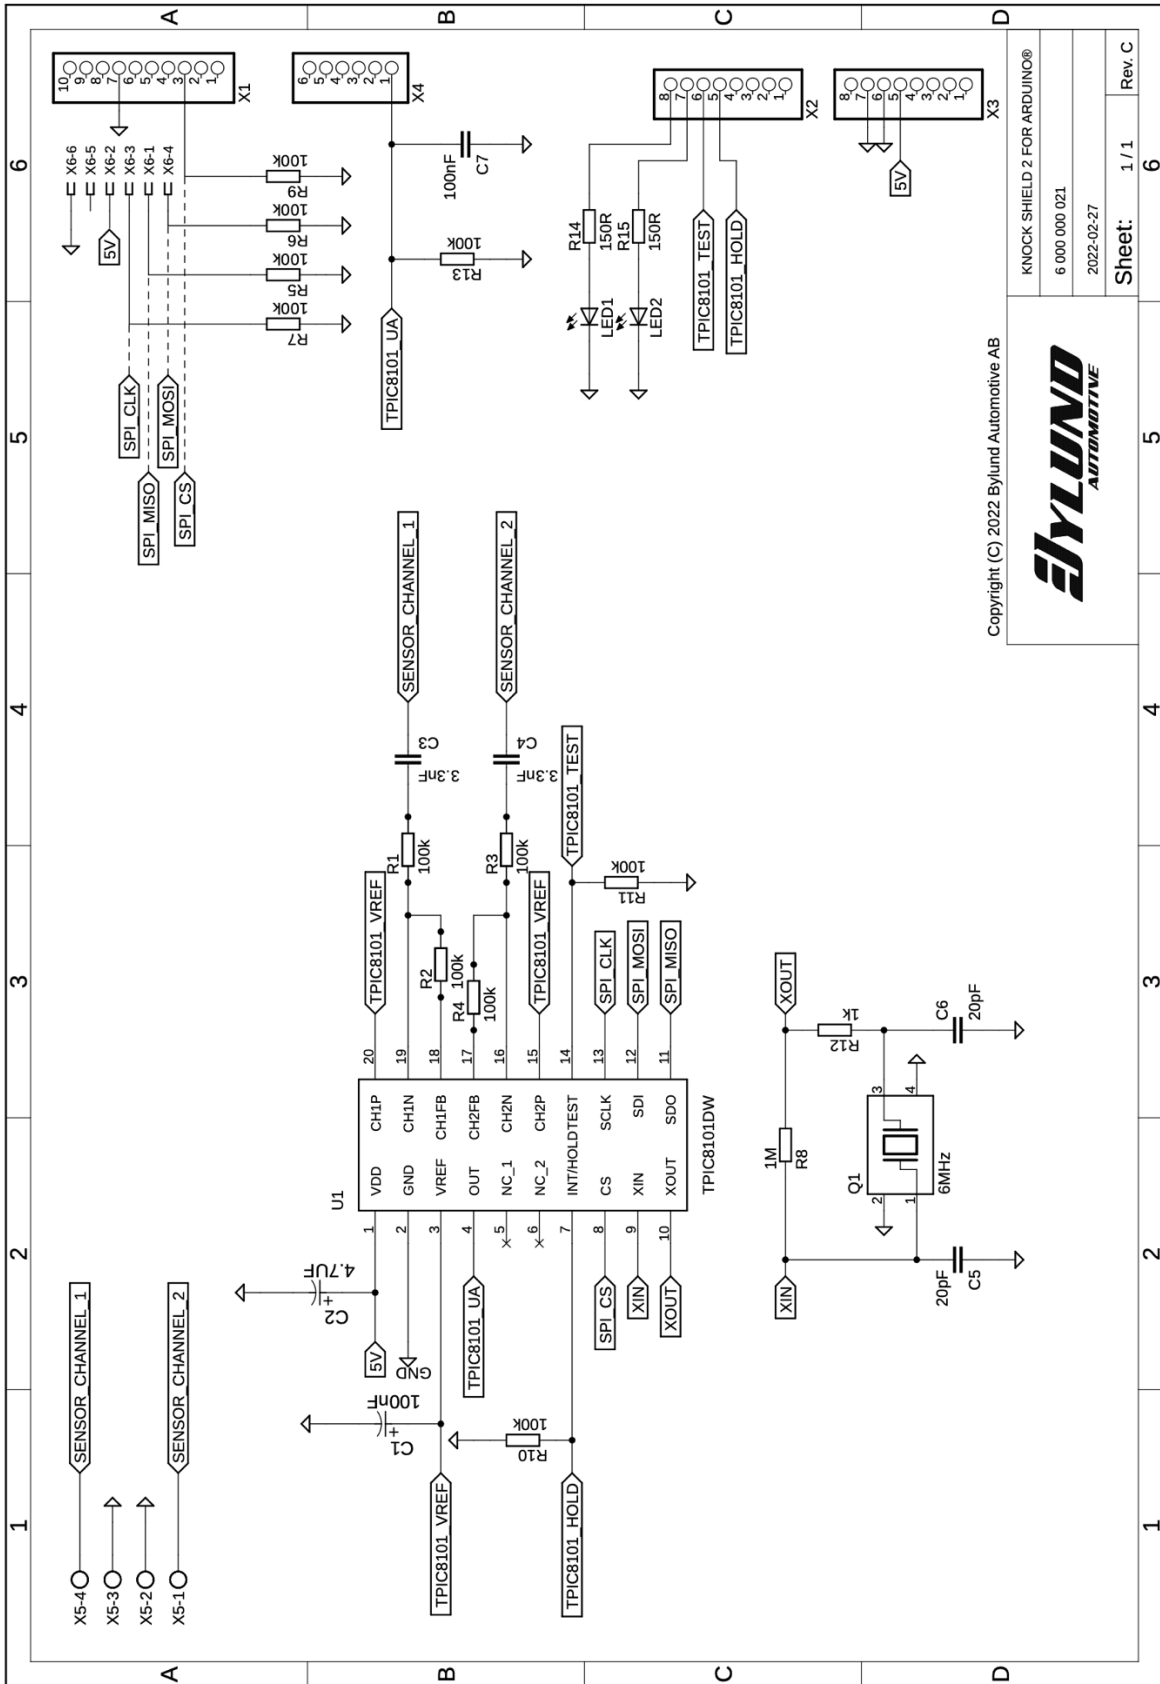 1 2 3 4 5 6
A
B
C
D
X5-4
X5-3
X5-2
X5-1
SENSOR_CHANNEL_1
SENSOR_CHANNEL_2
SPI_CLK
SPI_MISO
SPI_MOSI
SPI_CS
5V
X6-6
X6-5
X6-2
X6-3
X6-1
X6-4
R7
100k
R5
100k
R6
100k
R9
100k
10
9
8
7
6
5
4
3
2
1
X1
C2
4.7UF
C1
100nF
5V
GND
TPIC8101_VREF
TPIC8101_UA
R10
100k
TPIC8101_HOLD
SPI_CS
XIN
XOUT
U1
1 VDD CH1P 20
2 GND CH1N 19
3 VREF CH1FB 18
4 OUT CH2FB 17
5 NC_1 CH2N 16
6 NC_2 CH2P 15
7 INT/HOLDTEST 14
8 CS SCLK 13
9 XIN SDI 12
10 XOUT SDO 11
TPIC8101DW
TPIC8101_VREF
R1
100k
R2
100k
R4
100k
R3
100k
TPIC8101_VREF
C3
3.3nF
C4
3.3nF
SENSOR_CHANNEL_1
SENSOR_CHANNEL_2
TPIC8101_TEST
R11
100k
SPI_CLK
SPI_MOSI
SPI_MISO
TPIC8101_UA
R13
100k
100nF
C7
6
5
4
3
2
1
X4
LED1
LED2
R14
150R
R15
150R
TPIC8101_TEST
TPIC8101_HOLD
8
7
6
5
4
3
2
1
X2
5V
8
7
6
5
4
3
2
1
X3
XIN
1M
R8
XOUT
R12
1k
Q1
2
1
3
4
6MHz
20pF
C5
C6
20pF
Copyright (C) 2022 Bylund Automotive AB
BYLUND
AUTOMOTIVE
KNOCK SHIELD 2 FOR ARDUINO®
6 000 000 021
2022-02-27
Sheet: 1 / 1 Rev. C
A
B
C
D
1 2 3 4 5 6